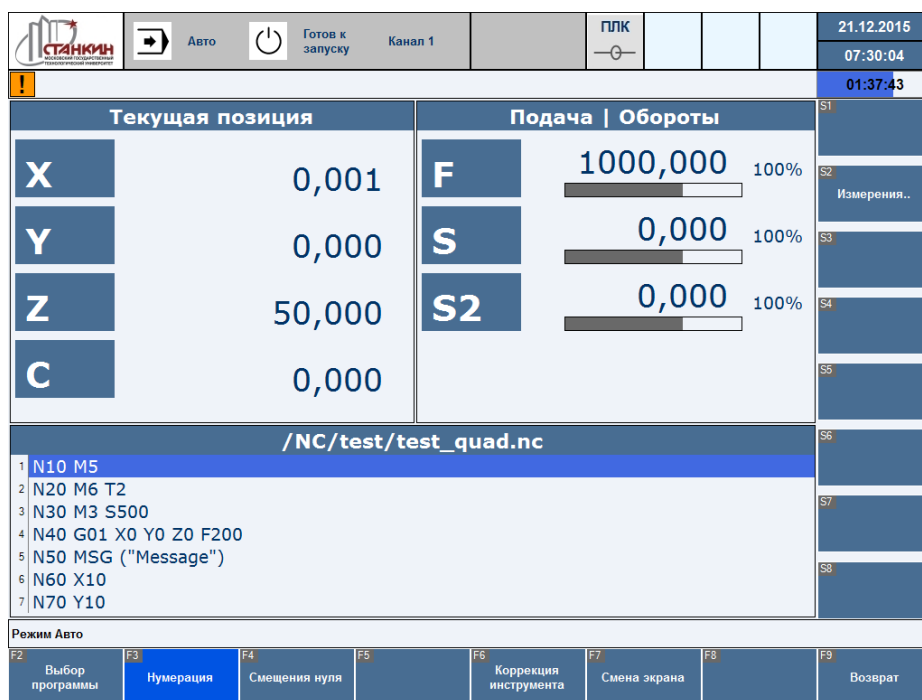 СТАНКИН
МОСКОВСКИЙ ГОСУДАРСТВЕННЫЙ
ТЕХНОЛОГИЧЕСКИЙ УНИВЕРСИТЕТ
Авто
Готов к
запуску
Канал 1
ПЛК
21.12.2015
07:30:04
!
01:37:43
Текущая позиция
X 0,001
Y 0,000
Z 50,000
C 0,000
Подача | Обороты
F 1000,000 100%
S 0,000 100%
S2 0,000 100%
S1
S2
Измерения..
S3
S4
S5
S6
S7
S8
/NC/test/test_quad.nc
1 N10 M5
2 N20 M6 T2
3 N30 M3 S500
4 N40 G01 X0 Y0 Z0 F200
5 N50 MSG ("Message")
6 N60 X10
7 N70 Y10
Режим Авто
F2
Выбор
программы
F3
Нумерация
F4
Смещения нуля
F5
F6
Коррекция
инструмента
F7
Смена экрана
F8
F9
Возврат